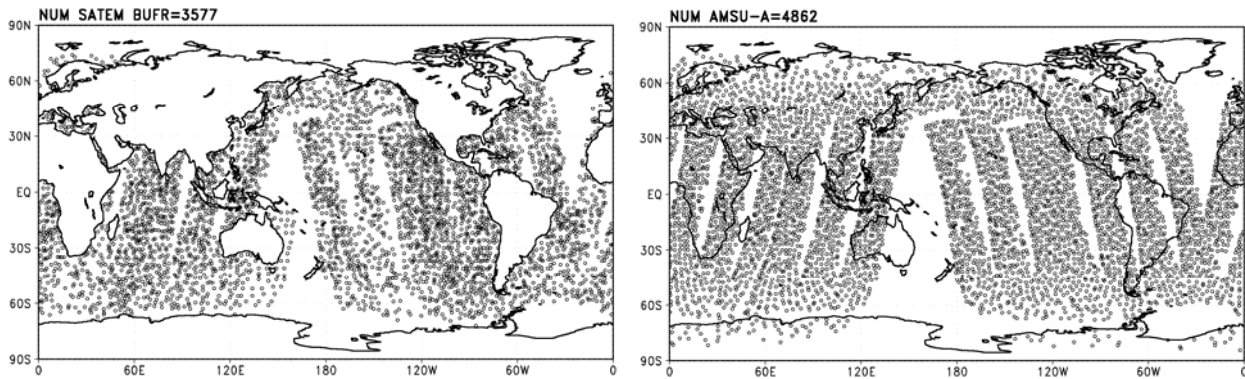 NUM SATEM BUFR=3577
90N
60N
30N
EQ
30S
60S
90S
0
60E
120E
180
120W
60W
0
NUM AMSU-A=4862
90N
60N
30N
EQ
30S
60S
90S
0
60E
120E
180
120W
60W
0